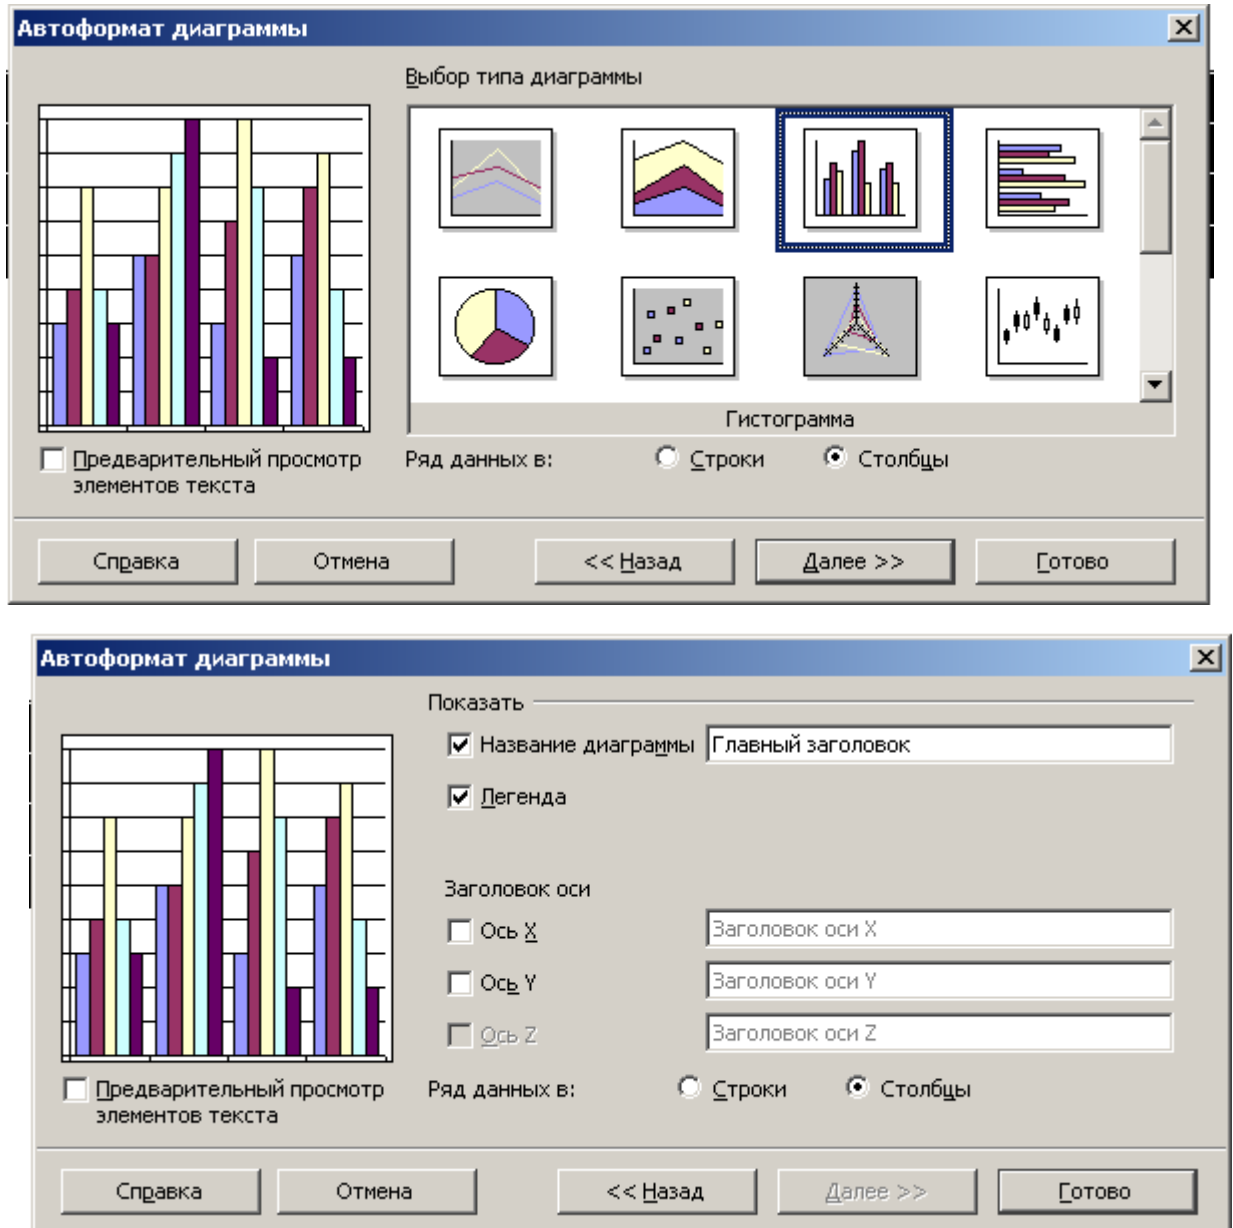 Автоформат диаграммы
Выбор типа диаграммы
Гистограмма
Предварительный просмотр
элементов текста
Ряд данных в: Строки Столбцы
Справка Отмена << Назад Далее >> Готово
Автоформат диаграммы
Показать
Название диаграммы Главный заголовок
Легенда
Заголовок оси
Ось X Заголовок оси X
Ось Y Заголовок оси Y
Ось Z Заголовок оси Z
Предварительный просмотр
элементов текста
Ряд данных в: Строки Столбцы
Справка Отмена << Назад Далее >> Готово